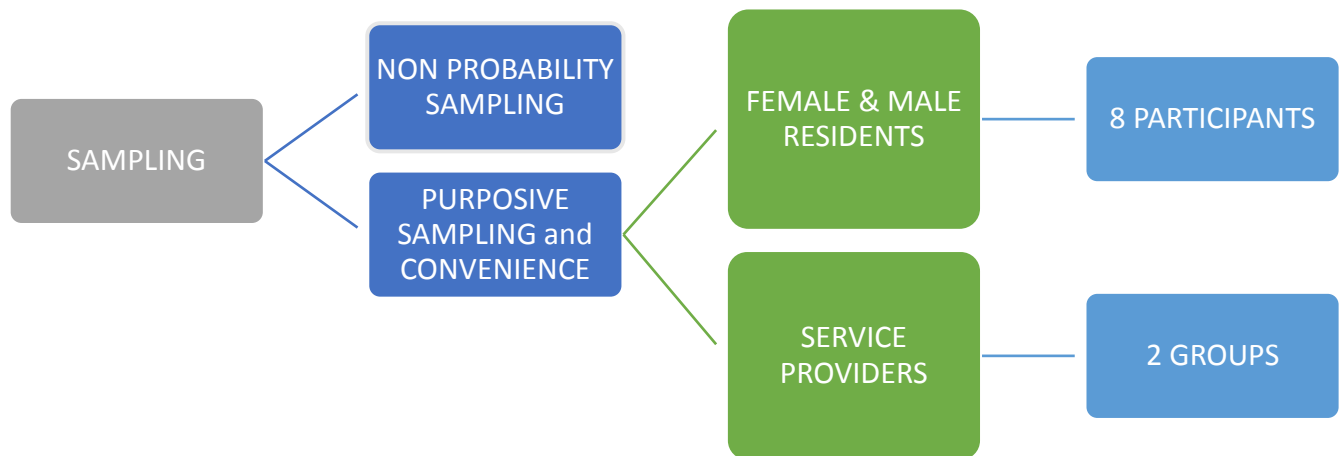 SAMPLING
NON PROBABILITY
SAMPLING
PURPOSIVE
SAMPLING and
CONVENIENCE
FEMALE & MALE
RESIDENTS
8 PARTICIPANTS
SERVICE
PROVIDERS
2 GROUPS